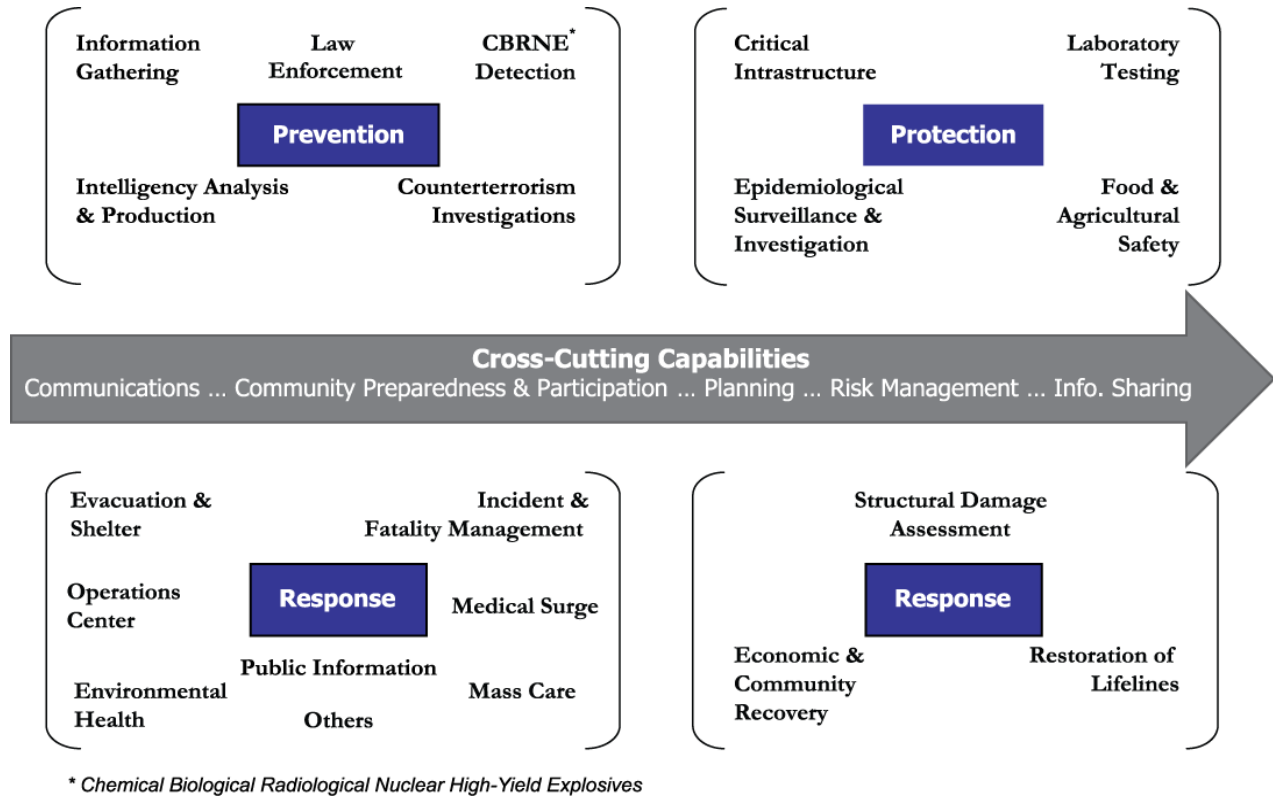 Information
Gathering
Law
Enforcement
CBRNE*
Detection
Prevention
Intelligency Analysis
& Production
Counterterrorism
Investigations
Critical
Intrastructure
Laboratory
Testing
Protection
Epidemiological
Surveillance &
Investigation
Food &
Agricultural
Safety
Cross-Cutting Capabilities
Communications ... Community Preparedness & Participation ... Planning ... Risk Management ... Info. Sharing
Evacuation &
Shelter
Incident &
Fatality Management
Operations
Center
Response
Medical Surge
Public Information
Environmental
Health
Mass Care
Others
Structural Damage
Assessment
Response
Economic &
Community
Recovery
Restoration of
Lifelines
* Chemical Biological Radiological Nuclear High-Yield Explosives